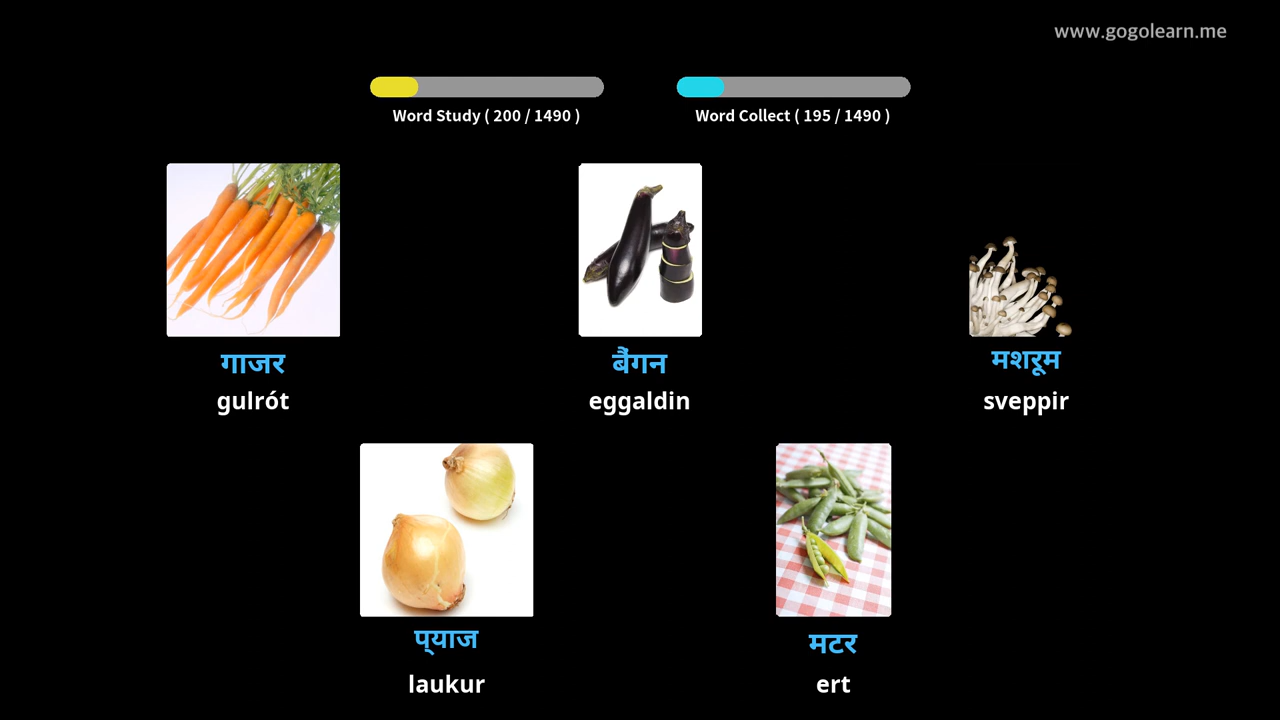 www.gogolearn.me
Word Study ( 200 / 1490 )
Word Collect ( 195 / 1490 )
गाजर
बैंगन
मशरूम
gulrót
eggaldin
sveppir
प्याज
मटर
laukur
ert